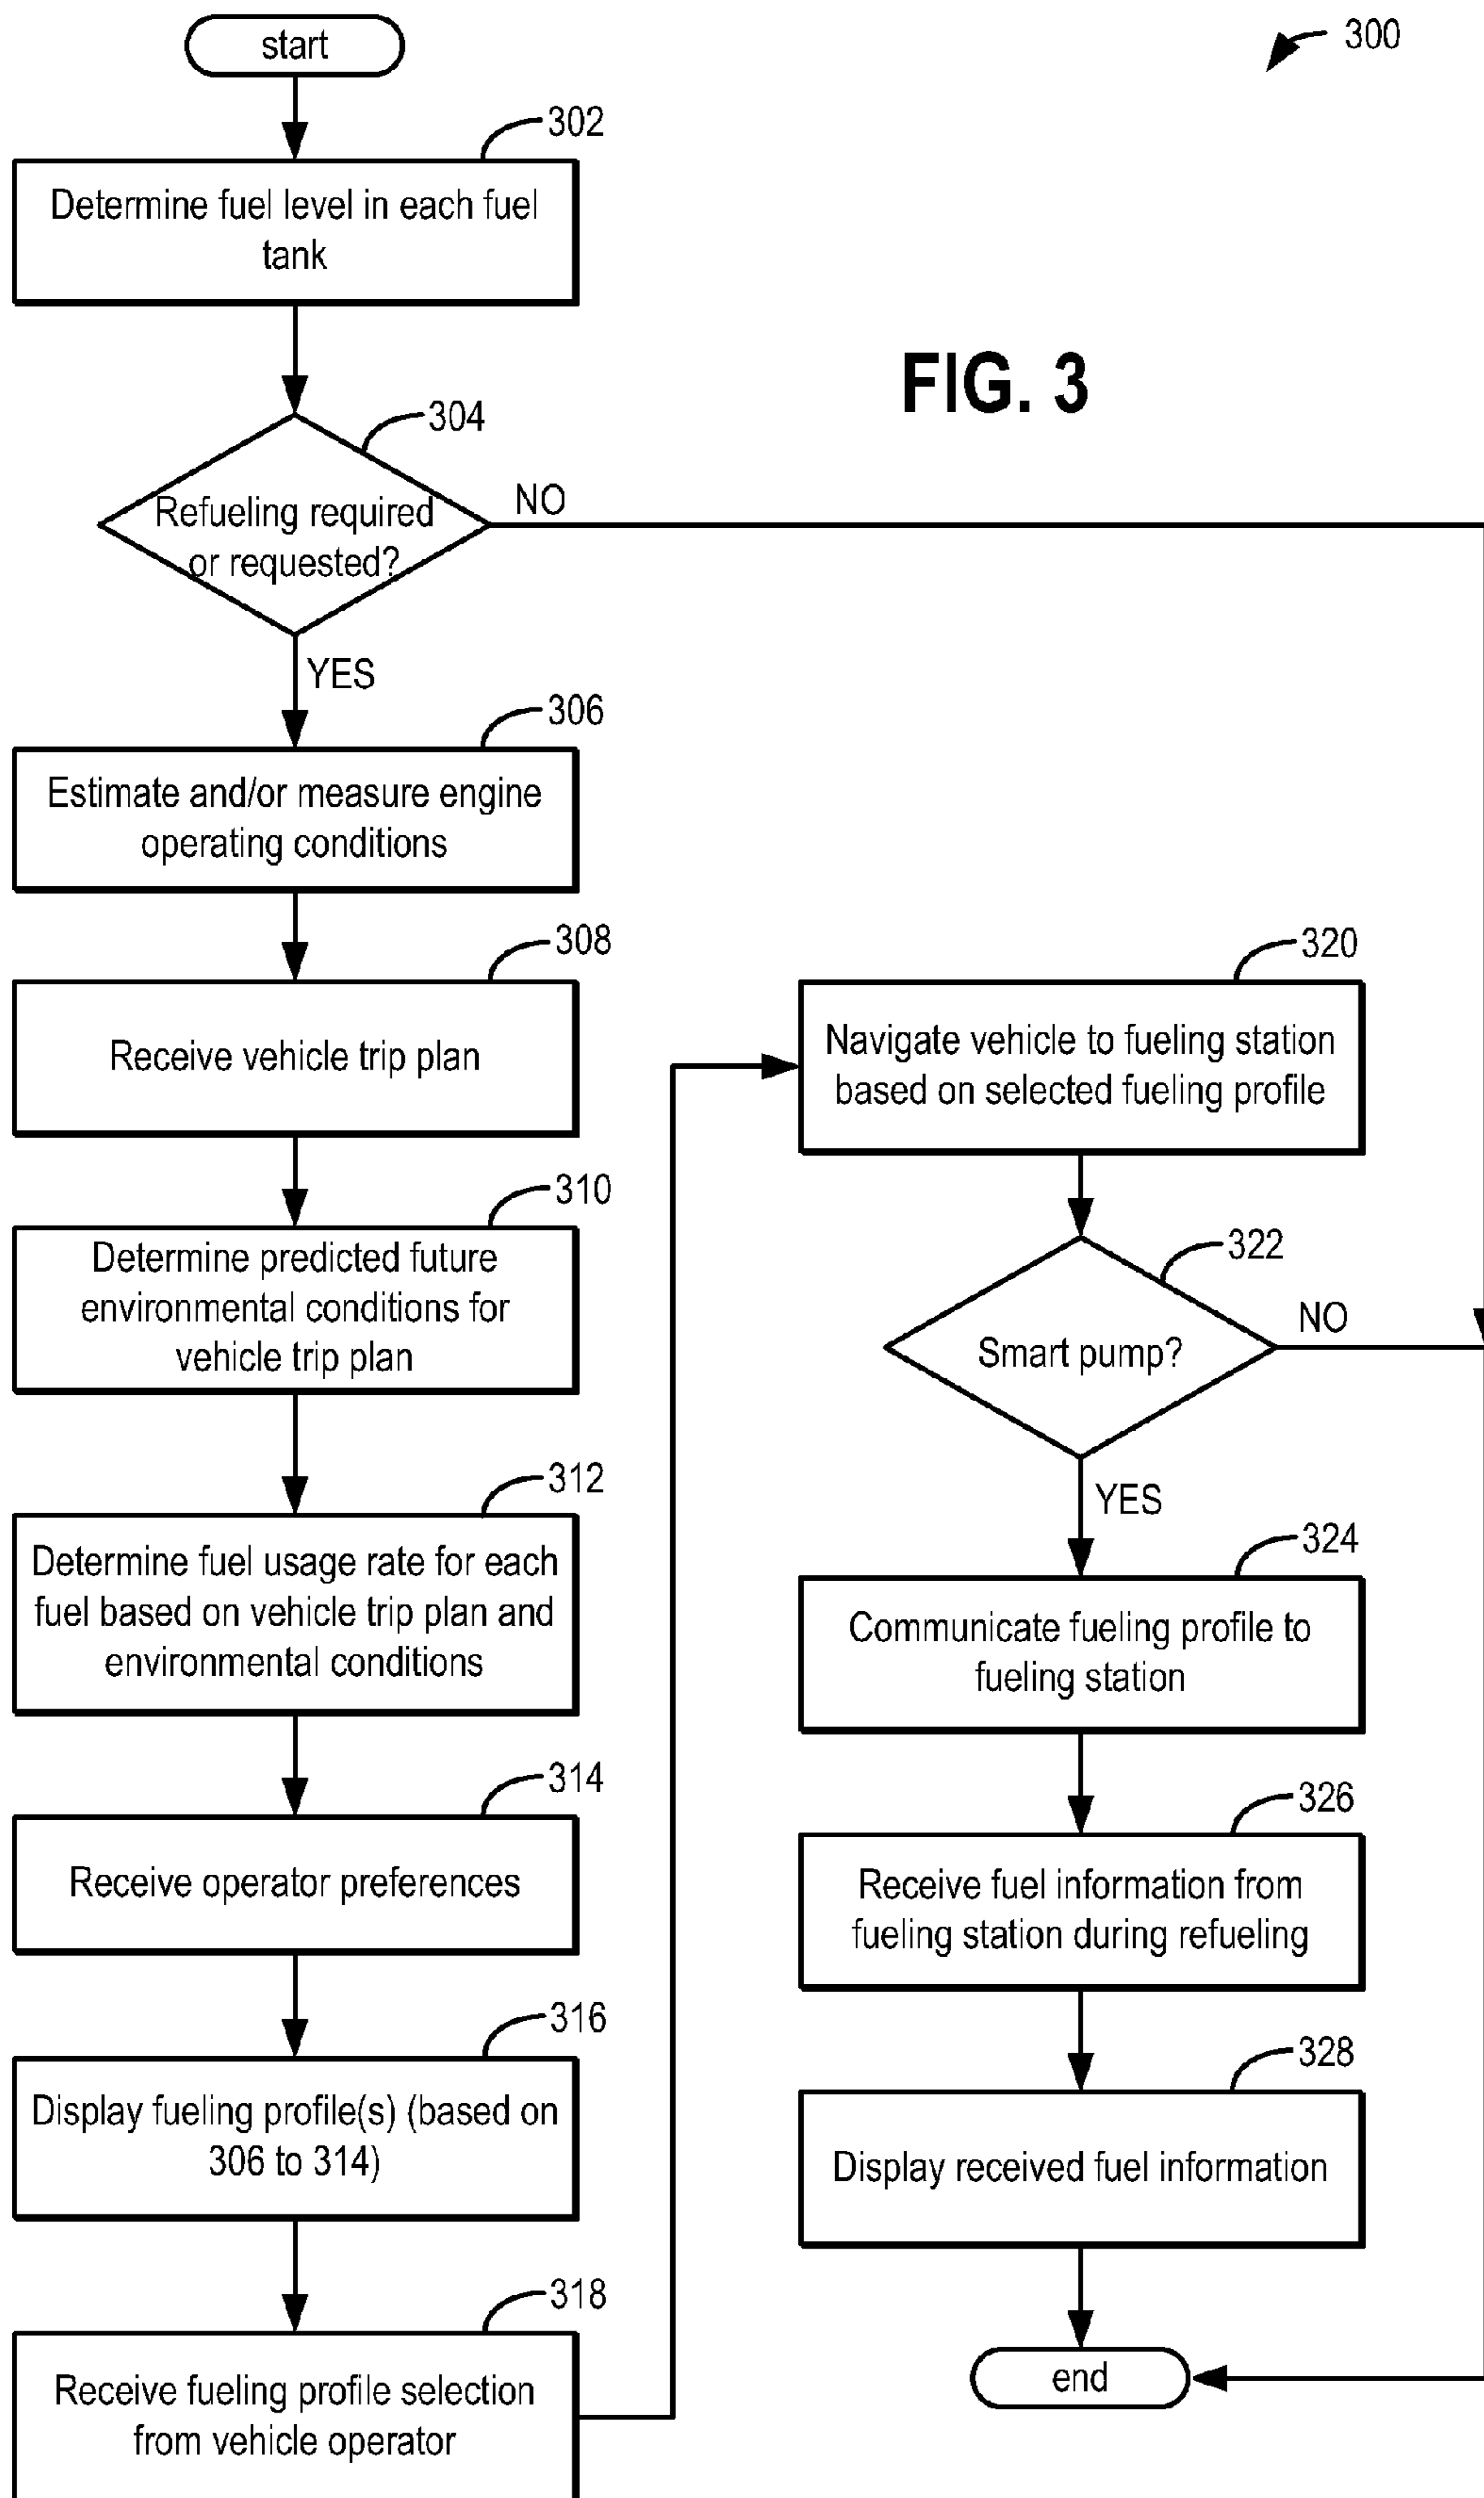 start
300
302
Determine fuel level in each fuel
tank
FIG. 3
304
Refueling required
or requested?
NO
YES
306
Estimate and/or measure engine
operating conditions
308
Receive vehicle trip plan
310
Determine predicted future
environmental conditions for
vehicle trip plan
312
Determine fuel usage rate for each
fuel based on vehicle trip plan and
environmental conditions
314
Receive operator preferences
316
Display fueling profile(s) (based on
306 to 314)
318
Receive fueling profile selection
from vehicle operator
320
Navigate vehicle to fueling station
based on selected fueling profile
322
Smart pump?
NO
YES
324
Communicate fueling profile to
fueling station
326
Receive fuel information from
fueling station during refueling
328
Display received fuel information
end